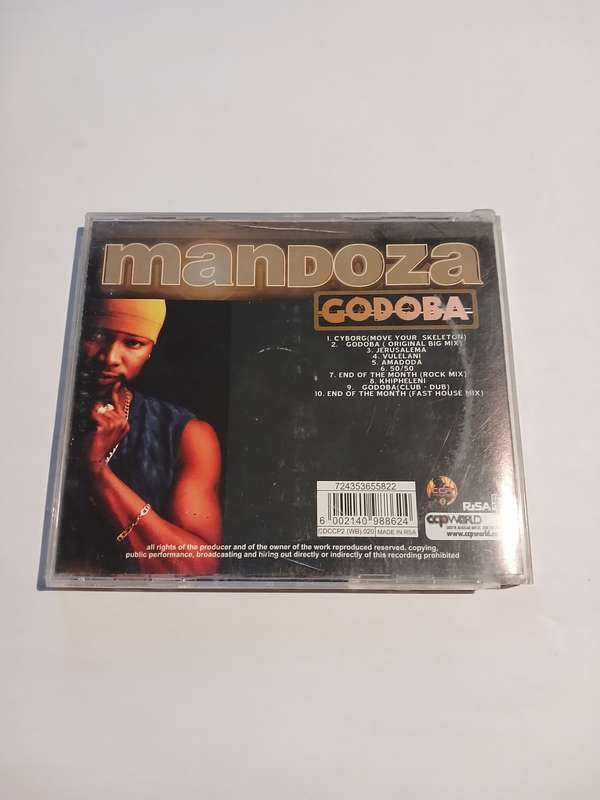 manDoza
GODOBA
1. CYBORG(MOVE YOUR SKELETON)
2. GODOBA ( ORIGINAL BIG MIX)
3. JERUSALEMA
4. VULELANI
5. AMADODA
6. 50/50
7. END OF THE MONTH (ROCK MIX)
8. KHIPHELENI
9. GODOBA(CLUB - DUB)
10. END OF THE MONTH (FAST HOUSE MIX)
724353655822
6 002140 988624
CDCCP2 (WB) 020 MADE IN RSA
RiSA
CCPWORLD
www.ccpworld.
all rights of the producer and of the owner of the work reproduced reserved. copying,
public performance, broadcasting and hiring out directly or indirectly of this recording prohibited